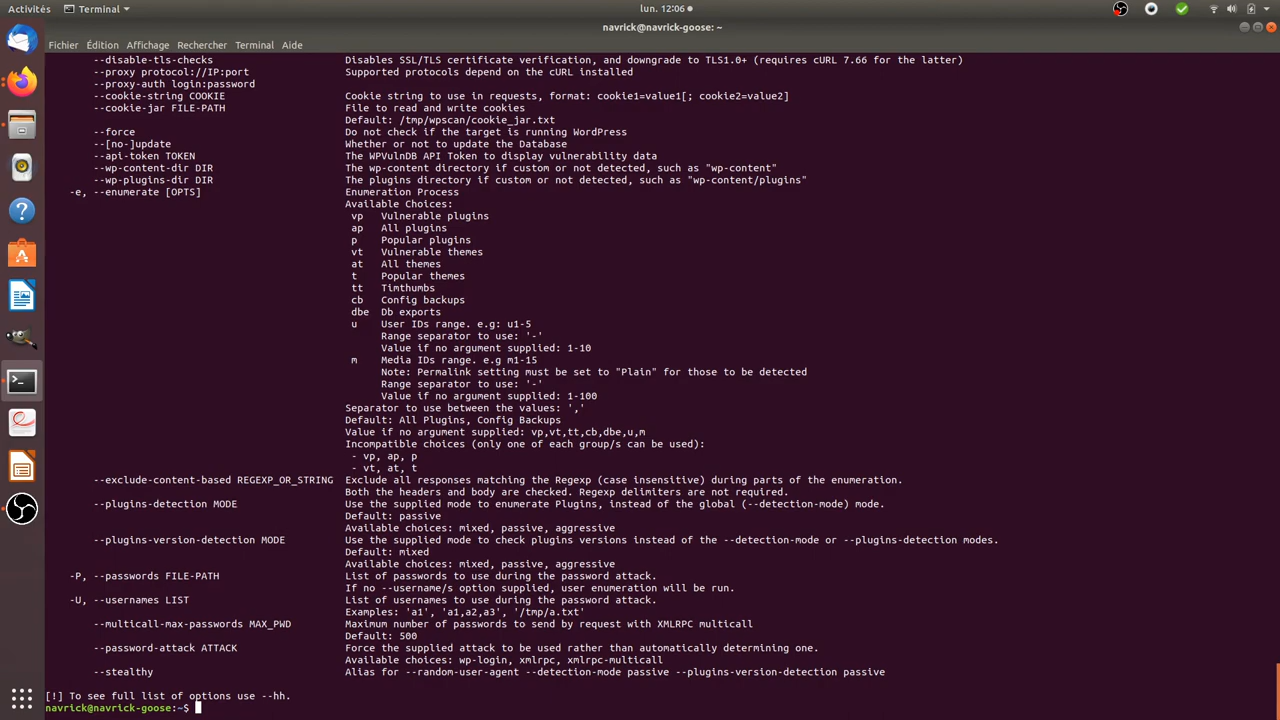 Activités
Terminal
lun. 12:06
navrick@navrick-goose: ~
Fichier Édition Affichage Rechercher Terminal Aide
--disable-tls-checks Disables SSL/TLS certificate verification, and downgrade to TLS1.0+ (requires cURL 7.66 for the latter)
--proxy protocol://IP:port Supported protocols depend on the cURL installed
--proxy-auth login:password
--cookie-string COOKIE Cookie string to use in requests, format: cookie1=value1[; cookie2=value2]
--cookie-jar FILE-PATH File to read and write cookies
Default: /tmp/wpscan/cookie_jar.txt
--force Do not check if the target is running WordPress
--[no-]update Whether or not to update the Database
--api-token TOKEN The WPVulnDB API Token to display vulnerability data
--wp-content-dir DIR The wp-content directory if custom or not detected, such as "wp-content"
--wp-plugins-dir DIR The plugins directory if custom or not detected, such as "wp-content/plugins"
-e, --enumerate [OPTS] Enumeration Process
Available Choices:
vp Vulnerable plugins
ap All plugins
p Popular plugins
vt Vulnerable themes
at All themes
t Popular themes
tt Timthumbs
cb Config backups
dbe Db exports
u User IDs range. e.g: u1-5
Range separator to use: '-'
Value if no argument supplied: 1-10
m Media IDs range. e.g m1-15
Note: Permalink setting must be set to "Plain" for those to be detected
Range separator to use: '-'
Value if no argument supplied: 1-100
Separator to use between the values: ','
Default: All Plugins, Config Backups
Value if no argument supplied: vp,vt,tt,cb,dbe,u,m
Incompatible choices (only one of each group/s can be used):
- vp, ap, p
- vt, at, t
--exclude-content-based REGEXP_OR_STRING Exclude all responses matching the Regexp (case insensitive) during parts of the enumeration.
Both the headers and body are checked. Regexp delimiters are not required.
--plugins-detection MODE Use the supplied mode to enumerate Plugins, instead of the global (--detection-mode) mode.
Default: passive
Available choices: mixed, passive, aggressive
--plugins-version-detection MODE Use the supplied mode to check plugins versions instead of the --detection-mode or --plugins-detection modes.
Default: mixed
Available choices: mixed, passive, aggressive
-P, --passwords FILE-PATH List of passwords to use during the password attack.
If no --username/s option supplied, user enumeration will be run.
-U, --usernames LIST List of usernames to use during the password attack.
Examples: 'a1', 'a1,a2,a3', '/tmp/a.txt'
--multicall-max-passwords MAX_PWD Maximum number of passwords to send by request with XMLRPC multicall
Default: 500
--password-attack ATTACK Force the supplied attack to be used rather than automatically determining one.
Available choices: wp-login, xmlrpc, xmlrpc-multicall
--stealthy Alias for --random-user-agent --detection-mode passive --plugins-version-detection passive
[!] To see full list of options use --hh.
navrick@navrick-goose:~$